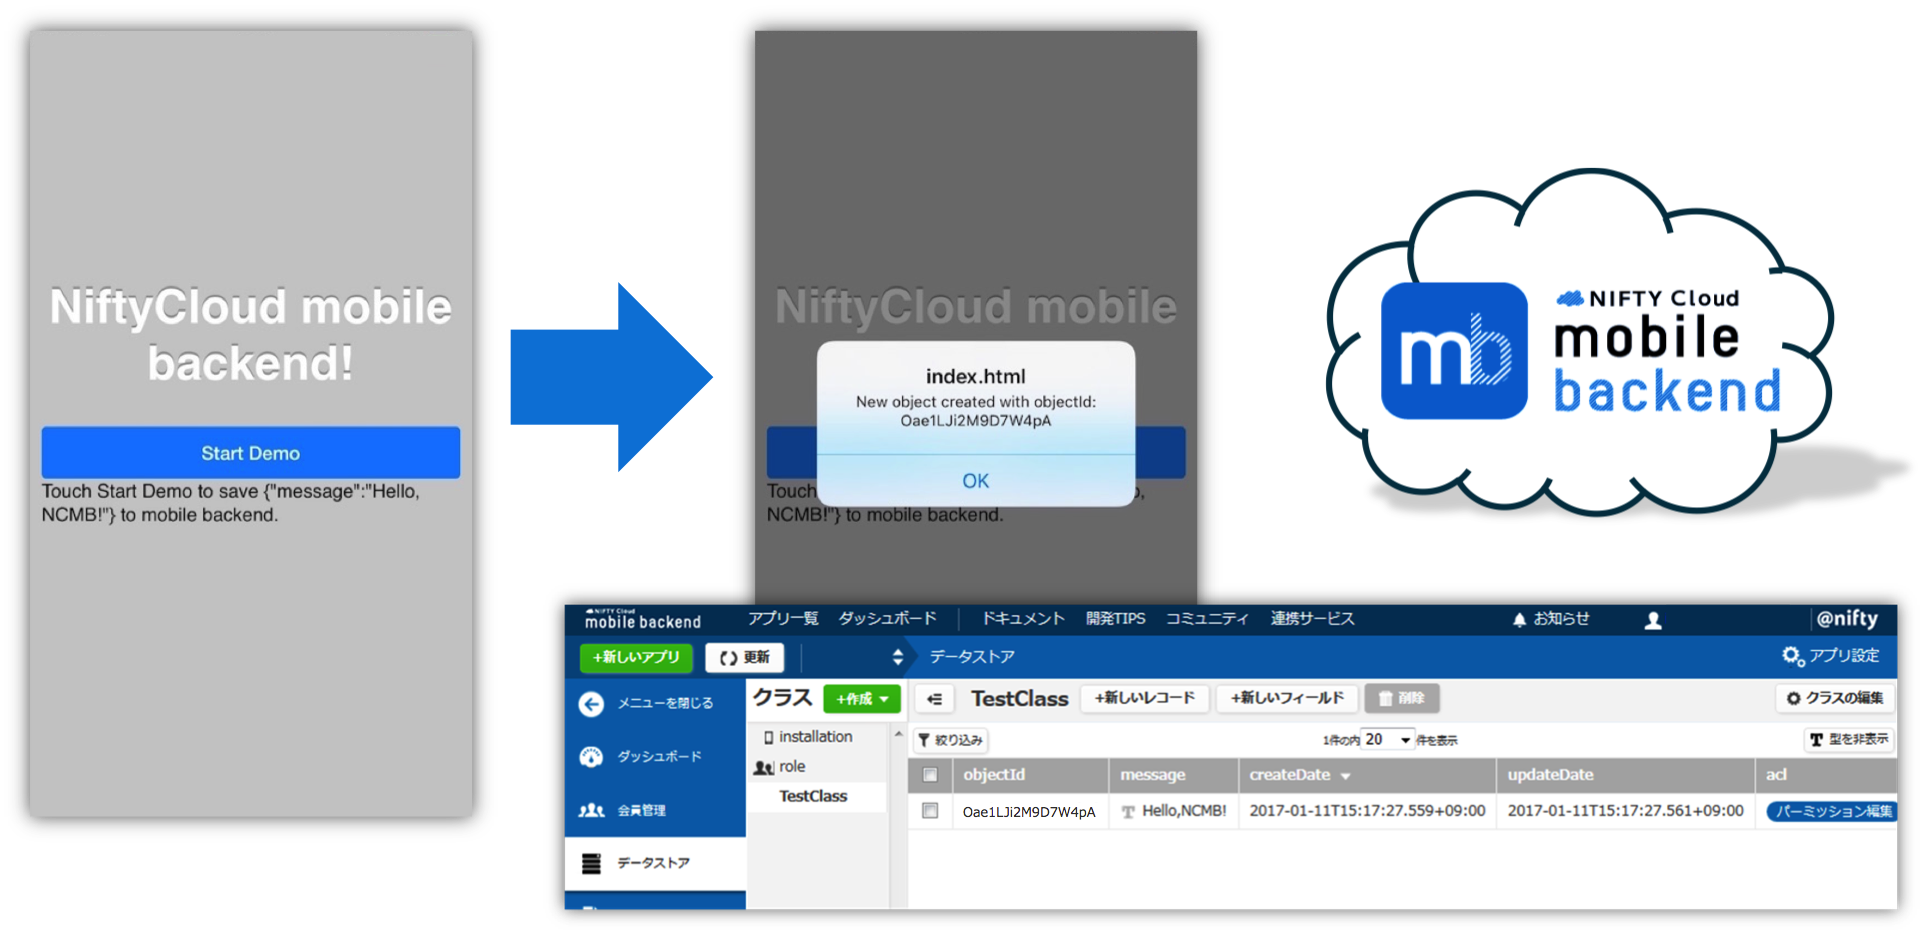 NiftyCloud mobile
backend!
Start Demo
Touch Start Demo to save {"message":"Hello,
NCMB!"} to mobile backend.
NiftyCloud mobile
index.html
New object created with objectId:
Oae1LJi2M9D7W4pA
OK
Touch
o,
NCMB!"} to mobile backend.
mb
NIFTY Cloud
mobile
backend
NIFTY Cloud
mobile backend
アプリ一覧 ダッシュボード ドキュメント 開発TIPS コミュニティ 連携サービス お知らせ @nifty
+新しいアプリ 更新 データストア アプリ設定
メニューを閉じる
ダッシュボード
会員管理
データストア
クラス +作成
installation
role
TestClass
TestClass +新しいレコード +新しいフィールド 削除 クラスの編集
絞り込み 1件の内 20 件を表示 型を非表示
objectId message createDate updateDate acl
Oae1LJi2M9D7W4pA Hello,NCMB! 2017-01-11T15:17:27.559+09:00 2017-01-11T15:17:27.561+09:00 パーミッション編集